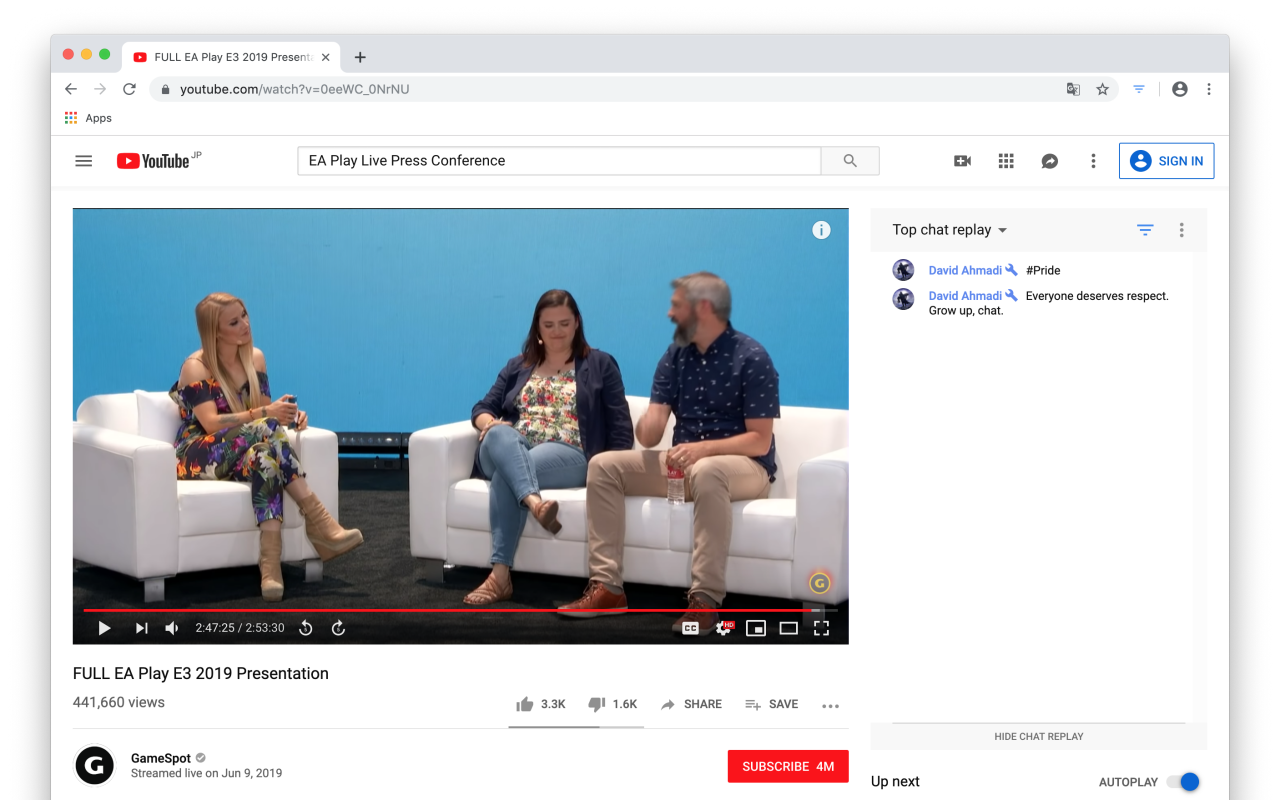 FULL EA Play E3 2019 Presenta
youtube.com/watch?v=0eeWC_0NrNU
Apps
YouTube JP
EA Play Live Press Conference
SIGN IN
Top chat replay
David Ahmadi #Pride
David Ahmadi Everyone deserves respect.
Grow up, chat.
i
G
2:47:25 / 2:53:30
CC
HD
FULL EA Play E3 2019 Presentation
441,660 views
3.3K
1.6K
SHARE
SAVE
HIDE CHAT REPLAY
G
GameSpot
Streamed live on Jun 9, 2019
SUBSCRIBE 4M
Up next
AUTOPLAY